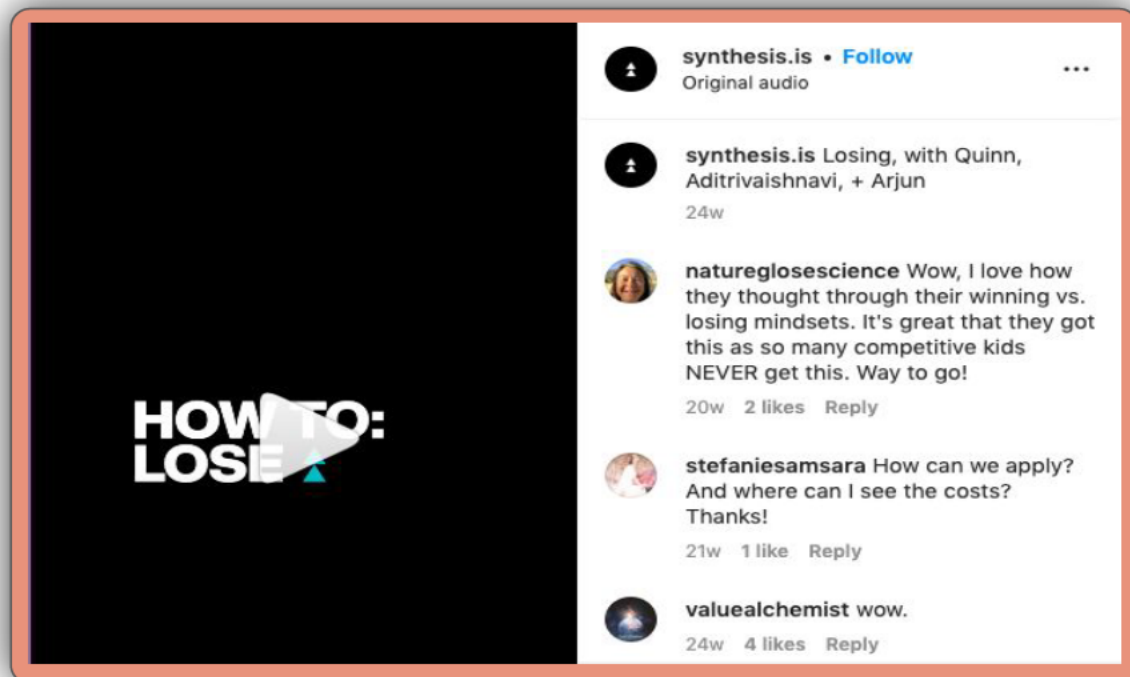 HOW TO:
LOSE
synthesis.is • Follow
Original audio
synthesis.is Losing, with Quinn,
Aditrivaishnavi, + Arjun
24w
natureglosescience Wow, I love how
they thought through their winning vs.
losing mindsets. It's great that they got
this as so many competitive kids
NEVER get this. Way to go!
20w 2 likes Reply
stefaniesamsara How can we apply?
And where can I see the costs?
Thanks!
21w 1 like Reply
valuealchemist wow.
24w 4 likes Reply